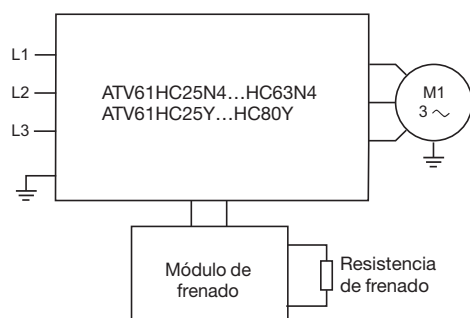 L1
L2
L3
ATV61HC25N4...HC63N4
ATV61HC25Y...HC80Y
M1
3 ~
Módulo de
frenado
Resistencia
de frenado